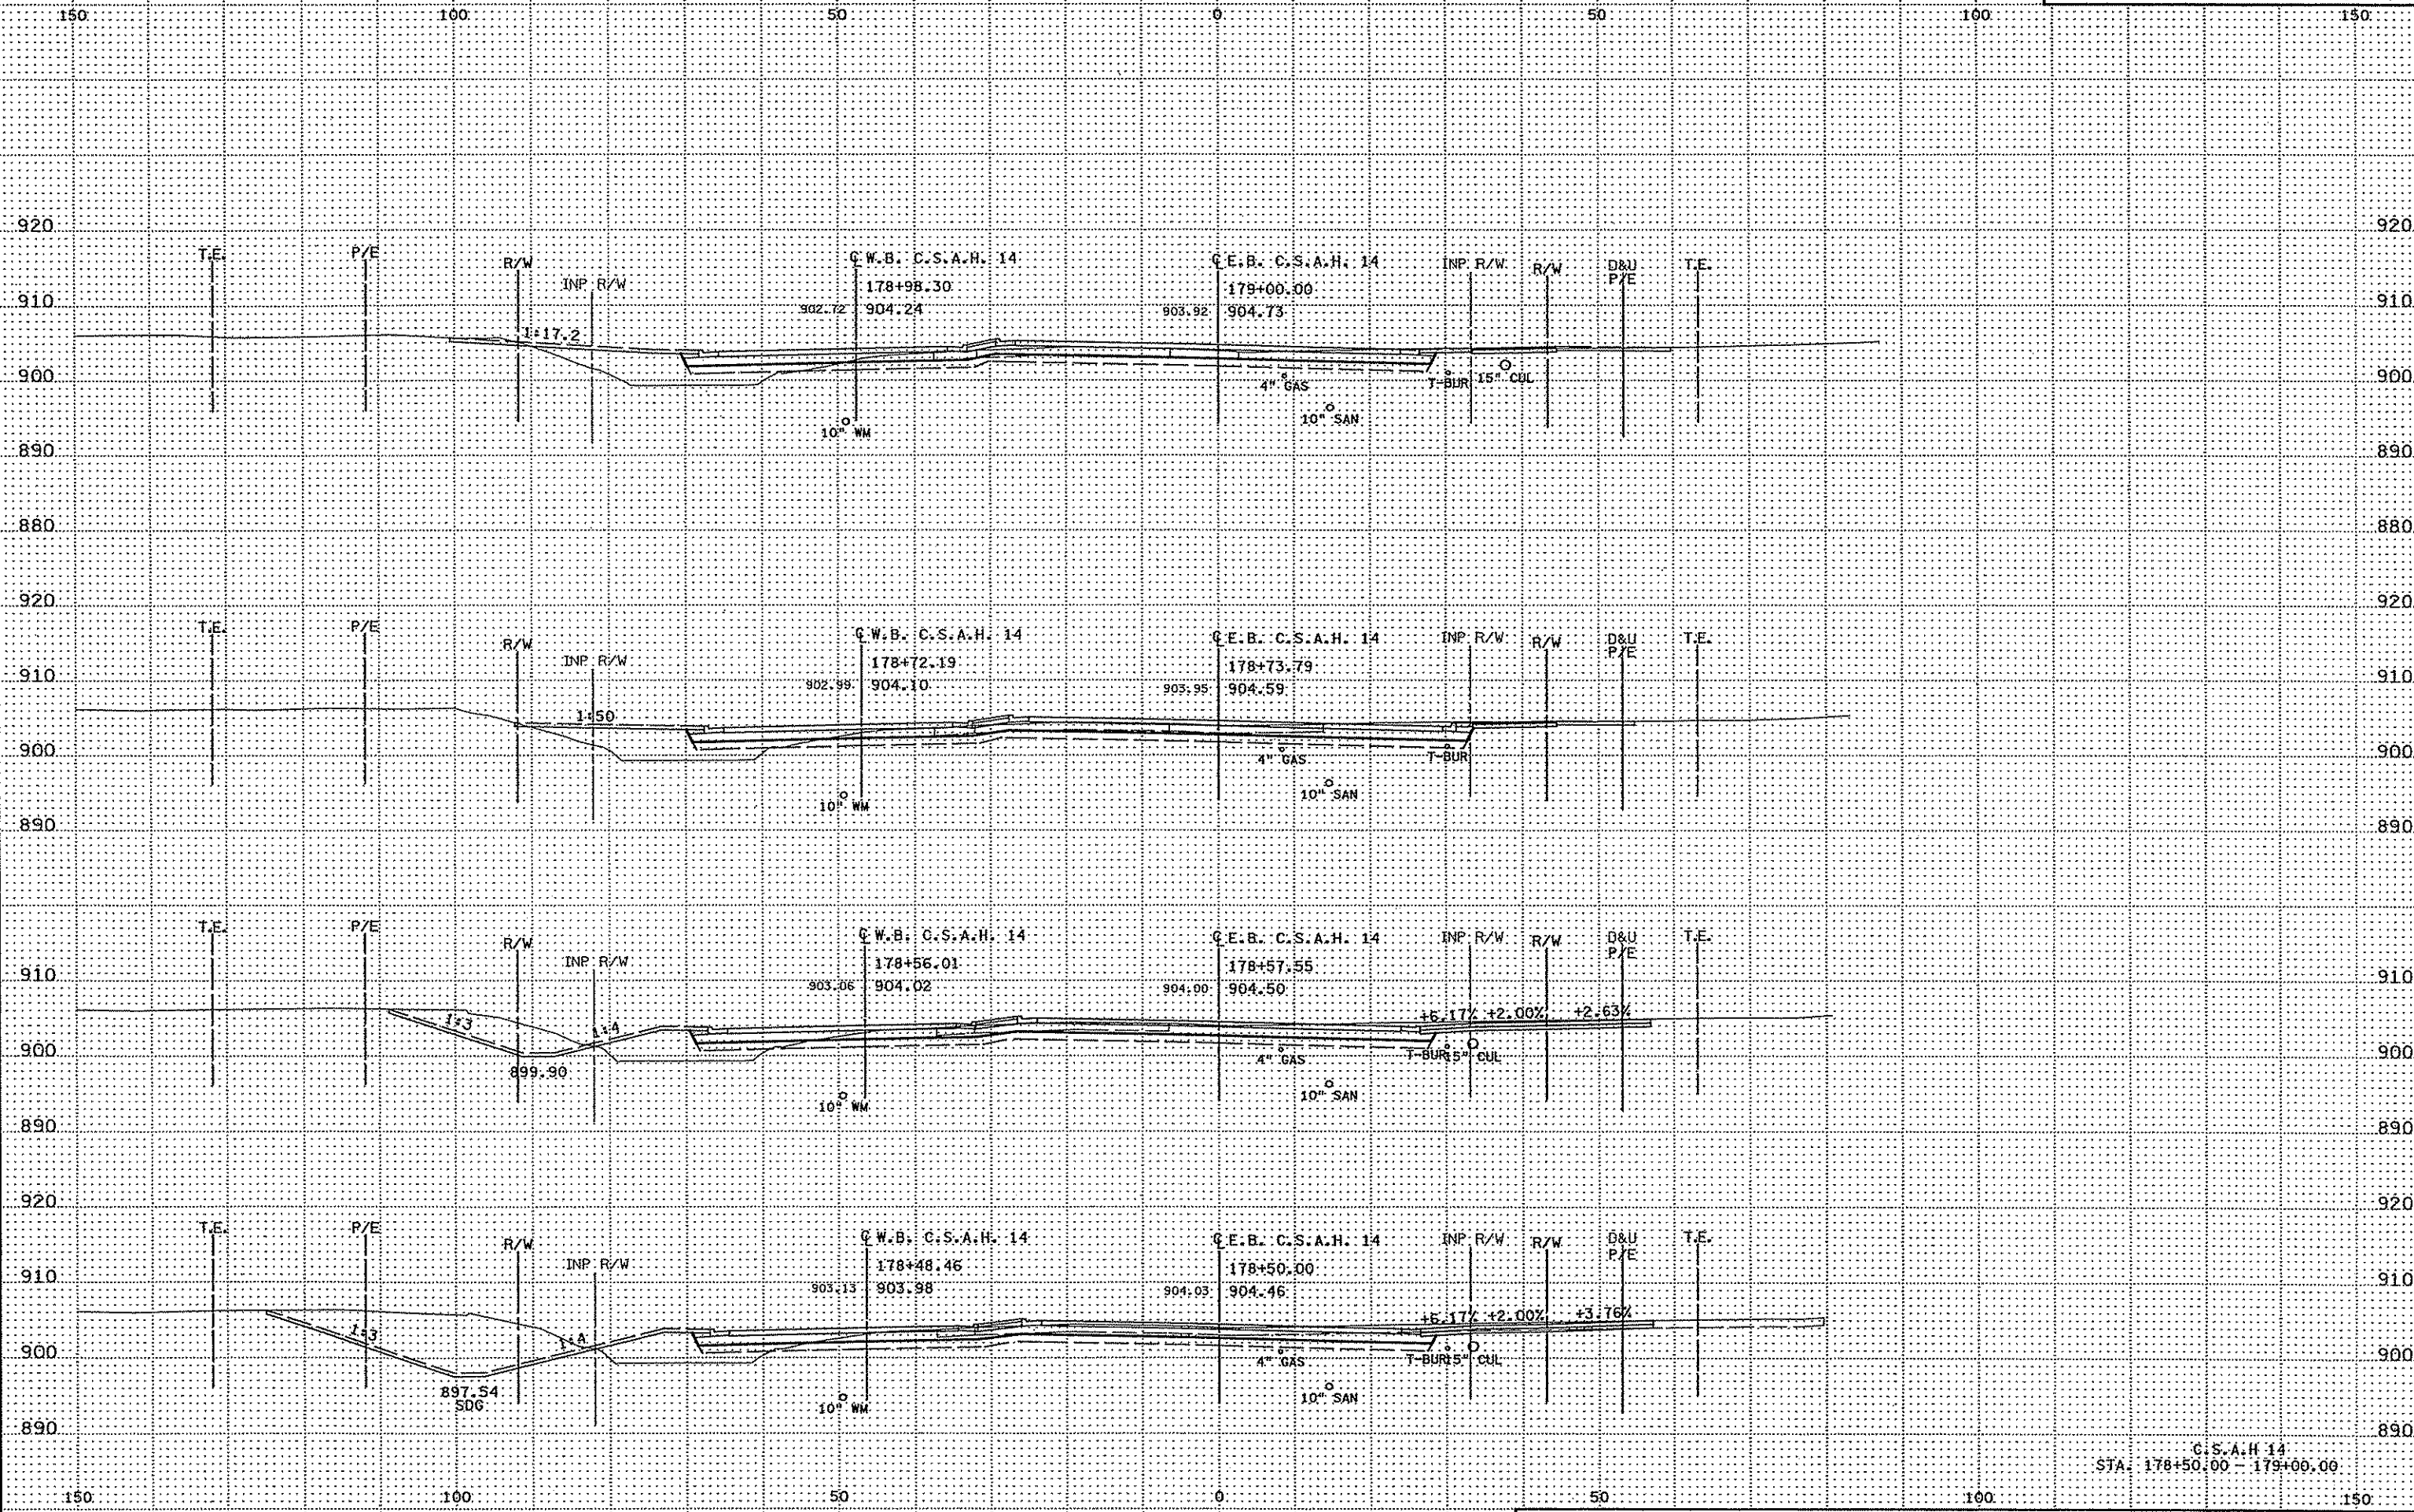 150 100 50 0 50 100 150
920 920
T.E. P/E R/W INP R/W ℄ W.B. C.S.A.H. 14 ℄ E.B. C.S.A.H. 14 INP R/W R/W D&U P/E T.E.
178+98.30 179+00.00
910 902.72 904.24 903.92 904.73 910
1:17.2
900 4" GAS T-BUR 15" CUL 900
10" WM 10" SAN
890 890
880 880
920 920
T.E. P/E R/W INP R/W ℄ W.B. C.S.A.H. 14 ℄ E.B. C.S.A.H. 14 INP R/W R/W D&U P/E T.E.
178+72.19 178+73.79
910 902.99 904.10 903.95 904.59 910
1:50
900 4" GAS T-BUR 900
10" WM 10" SAN
890 890
T.E. P/E R/W INP R/W ℄ W.B. C.S.A.H. 14 ℄ E.B. C.S.A.H. 14 INP R/W R/W D&U P/E T.E.
178+56.01 178+57.55
910 903.06 904.02 904.00 904.50 910
1:3 1:4 +6.17% +2.00% +2.63%
900 4" GAS T-BUR 15" CUL 900
899.90
10" WM 10" SAN
890 890
920 920
T.E. P/E R/W INP R/W ℄ W.B. C.S.A.H. 14 ℄ E.B. C.S.A.H. 14 INP R/W R/W D&U P/E T.E.
178+48.46 178+50.00
910 903.13 903.98 904.03 904.46 910
1:3 1:4 +6.17% +2.00% +3.76%
900 4" GAS T-BUR 15" CUL 900
897.54
SDG
10" WM 10" SAN
890 890
C.S.A.H 14
STA. 178+50.00 - 179+00.00
150 100 50 0 50 100 150